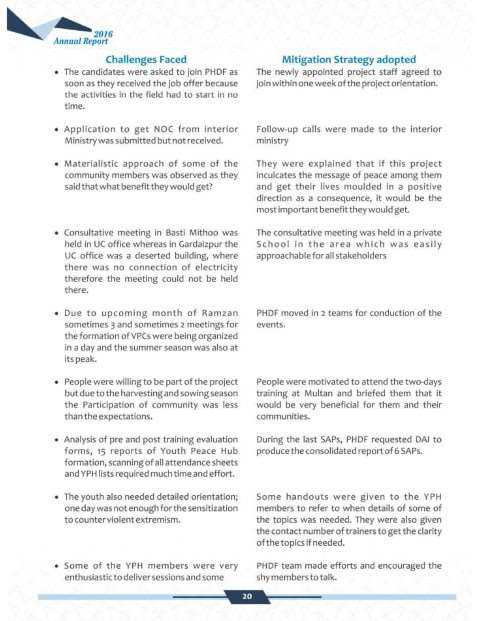 2016
Annual Report
Challenges Faced
• The candidates were asked to join PHDF as
soon as they received the job offer because
the activities in the field had to start in no
time.
• Application to get NOC from interior
Ministry was submitted but not received.
• Materialistic approach of some of the
community members was observed as they
said that what benefit they would get?
• Consultative meeting in Basti Mithoo was
held in UC office whereas in Gardaizpur the
UC office was a deserted building, where
there was no connection of electricity
therefore the meeting could not be held
there.
• Due to upcoming month of Ramzan
sometimes 3 and sometimes 2 meetings for
the formation of VPCs were being organized
in a day and the summer season was also at
its peak.
• People were willing to be part of the project
but due to the harvesting and sowing season
the Participation of community was less
than the expectations.
• Analysis of pre and post training evaluation
forms, 15 reports of Youth Peace Hub
formation, scanning of all attendance sheets
and YPH lists required much time and effort.
• The youth also needed detailed orientation;
one day was not enough for the sensitization
to counter violent extremism.
• Some of the YPH members were very
enthusiastic to deliver sessions and some
Mitigation Strategy adopted
The newly appointed project staff agreed to
join within one week of the project orientation.
Follow-up calls were made to the interior
ministry
They were explained that if this project
inculcates the message of peace among them
and get their lives moulded in a positive
direction as a consequence, it would be the
most important benefit they would get.
The consultative meeting was held in a private
School in the area which was easily
approachable for all stakeholders
PHDF moved in 2 teams for conduction of the
events.
People were motivated to attend the two-days
training at Multan and briefed them that it
would be very beneficial for them and their
communities.
During the last SAPs, PHDF requested DAI to
produce the consolidated report of 6 SAPs.
Some handouts were given to the YPH
members to refer to when details of some of
the topics was needed. They were also given
the contact number of trainers to get the clarity
of the topics if needed.
PHDF team made efforts and encouraged the
shy members to talk.
20